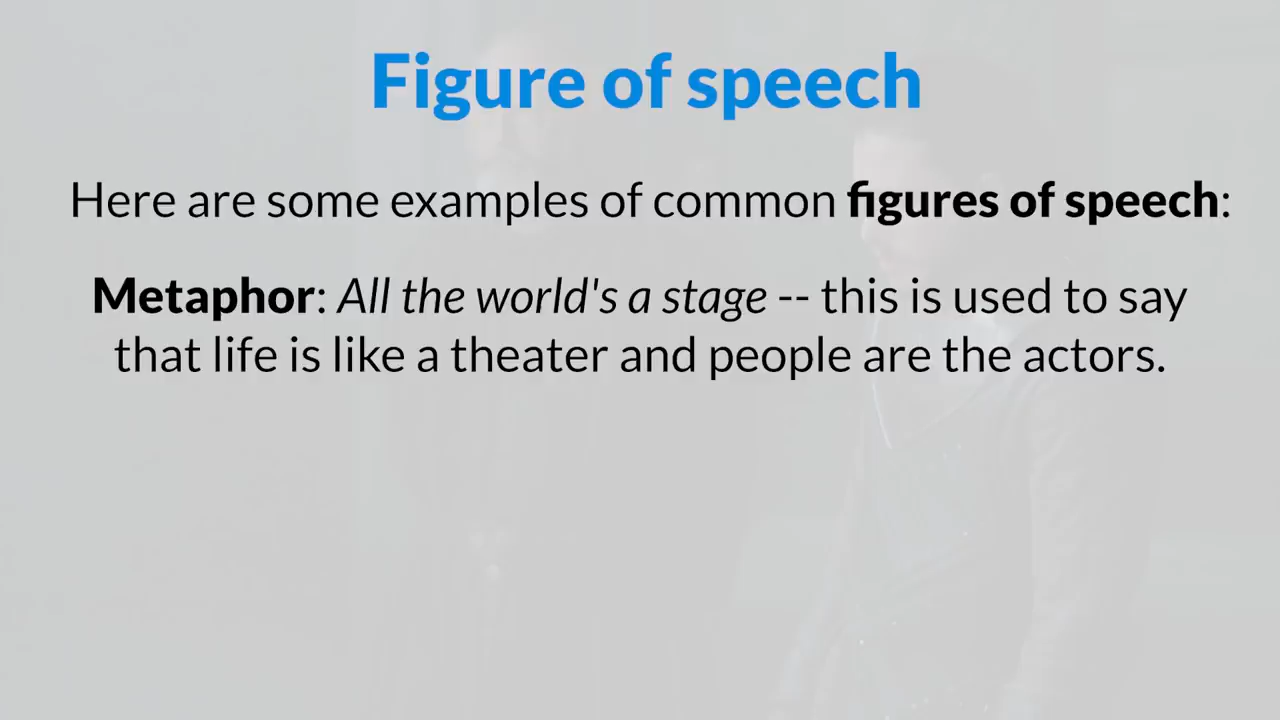 Figure of speech
Here are some examples of common figures of speech:
Metaphor: All the world's a stage -- this is used to say
that life is like a theater and people are the actors.